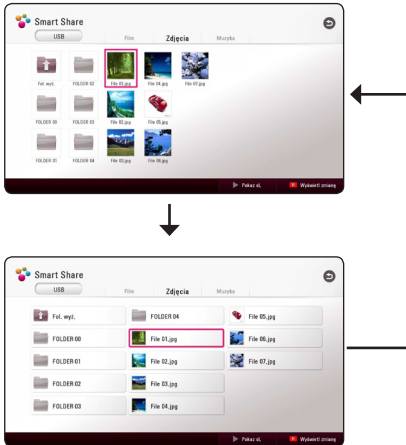 Smart Share
USB
Film Zdjęcia Muzyka
Fol. wyż. FOLDER 02 File 01.jpg File 04.jpg File 07.jpg
FOLDER 00 FOLDER 03 File 02.jpg File 05.jpg
FOLDER 01 FOLDER 04 File 03.jpg File 06.jpg
Pokaz sl. Wyświetl zmianę
Smart Share
USB
Film Zdjęcia Muzyka
Fol. wyż. FOLDER 04 File 05.jpg
FOLDER 00 File 01.jpg File 06.jpg
FOLDER 01 File 02.jpg File 07.jpg
FOLDER 02 File 03.jpg
FOLDER 03 File 04.jpg
Pokaz sl. Wyświetl zmianę